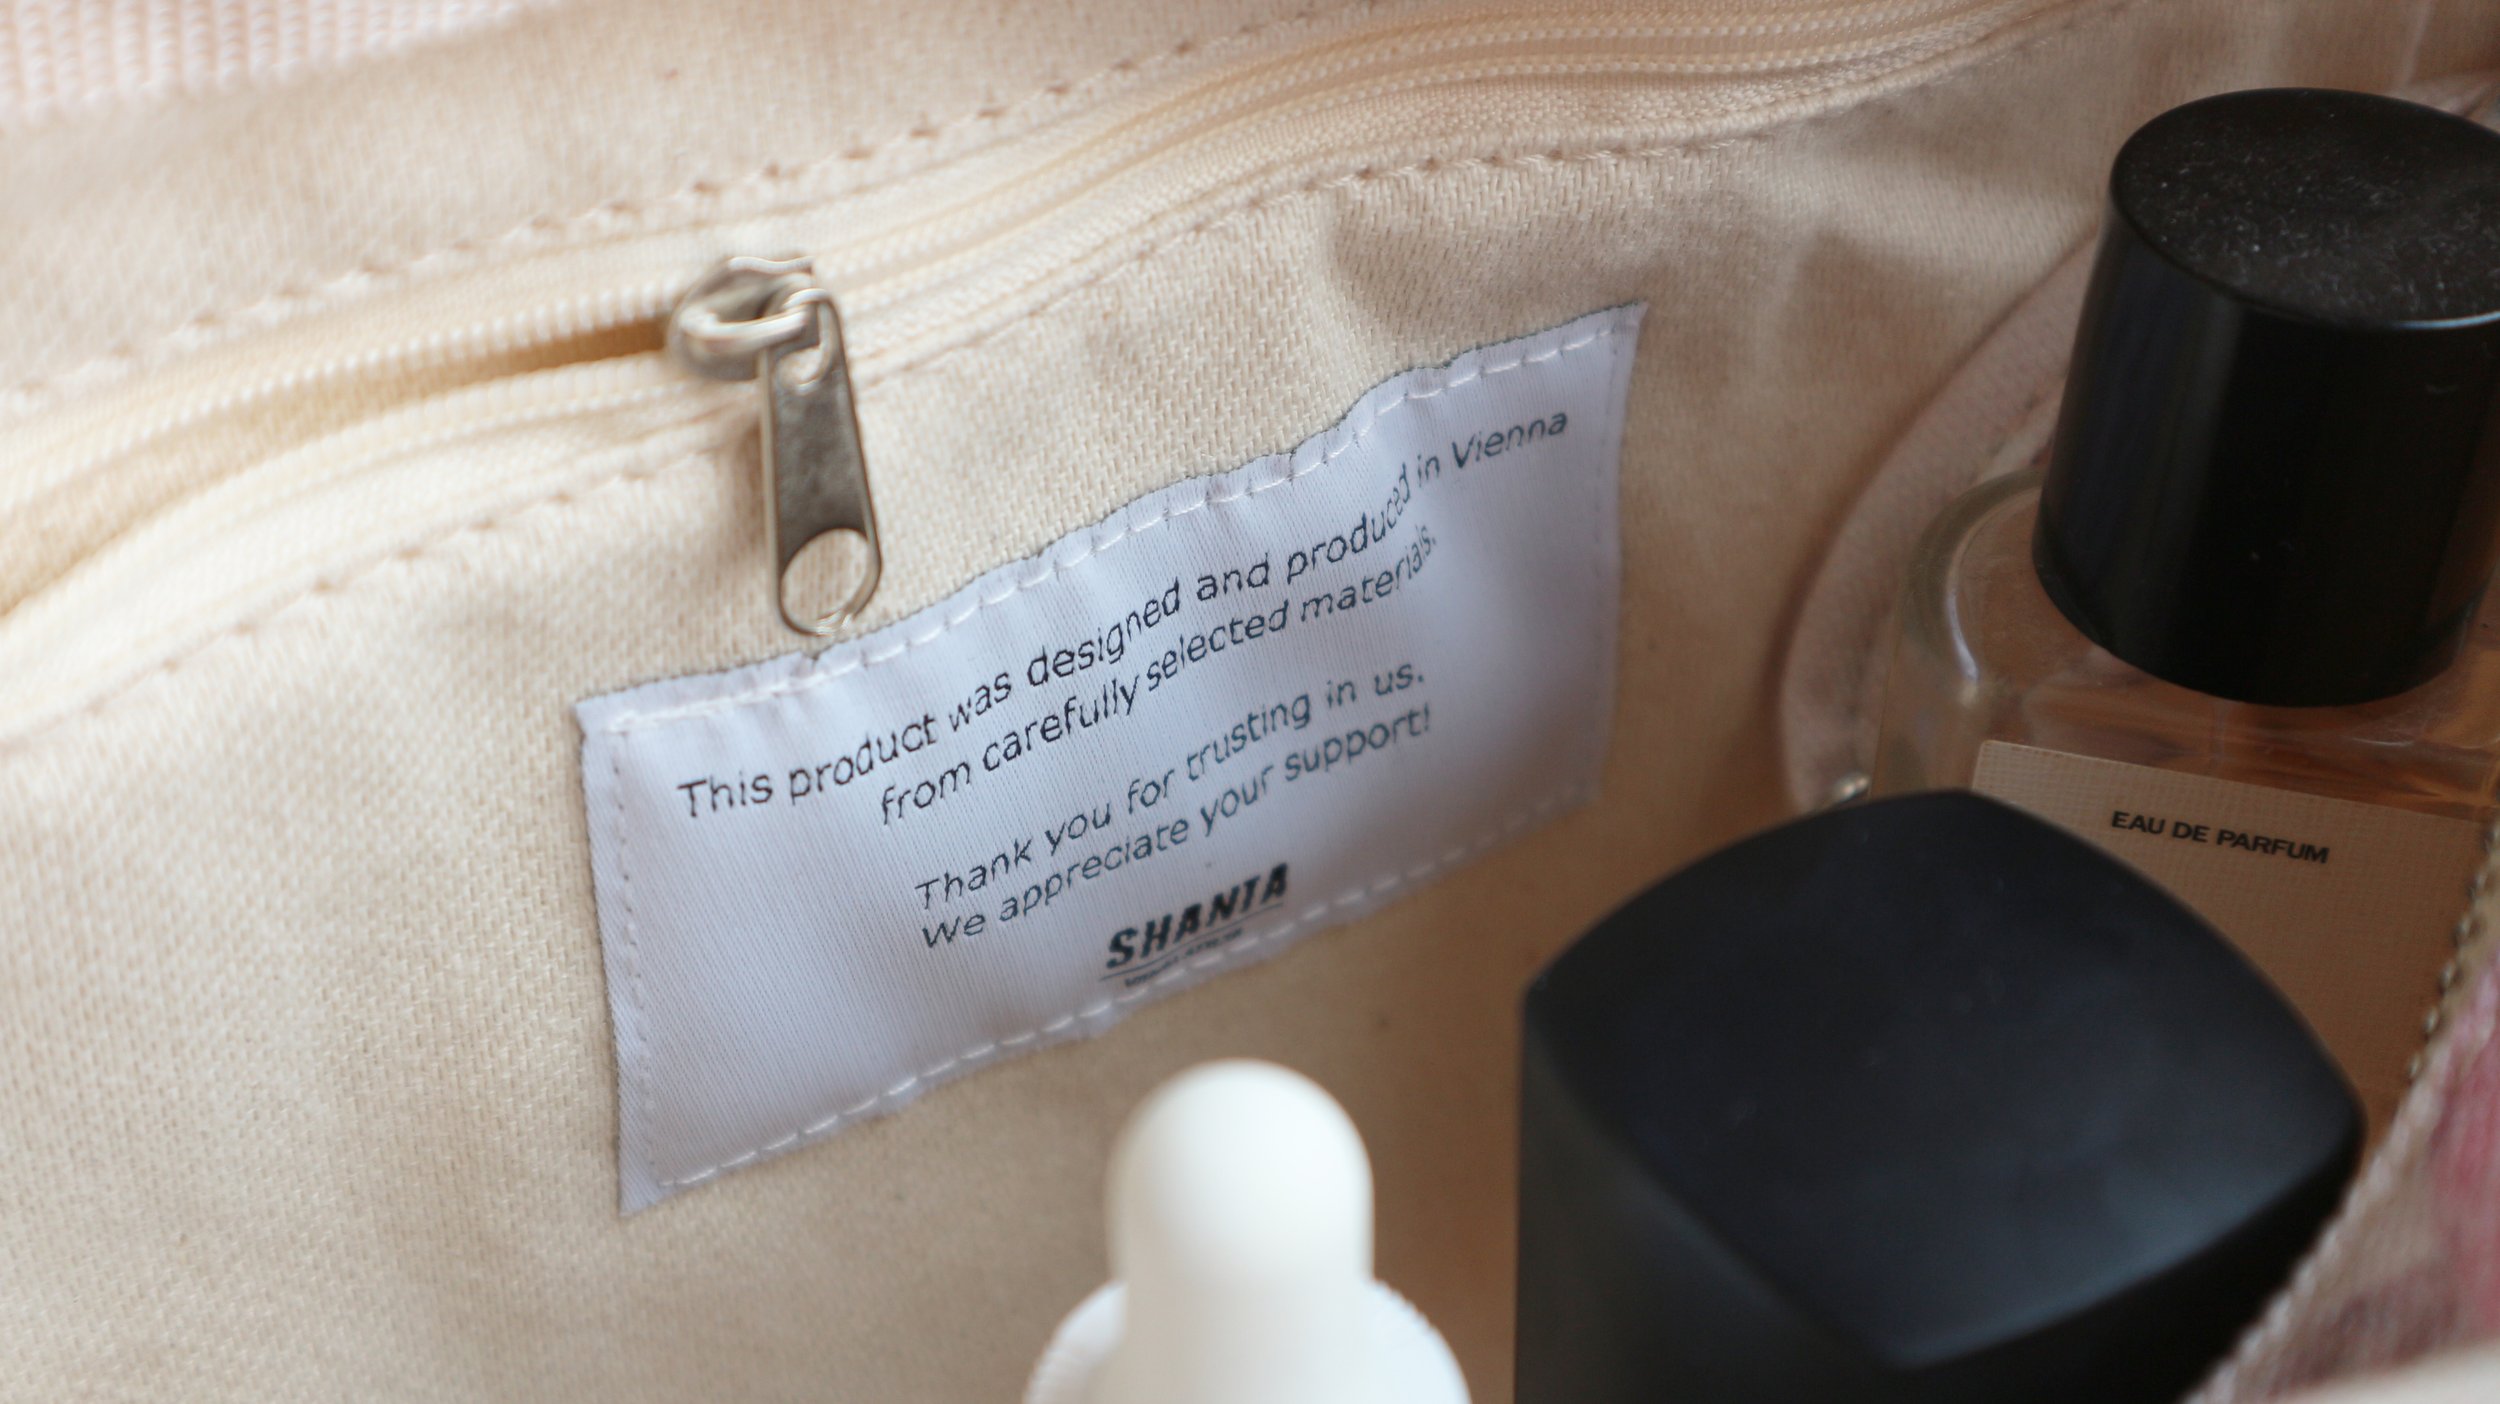 This product was designed and produced in Vienna
from carefully selected materials.
Thank you for trusting in us.
We appreciate your support!
SHANTA
EAU DE PARFUM